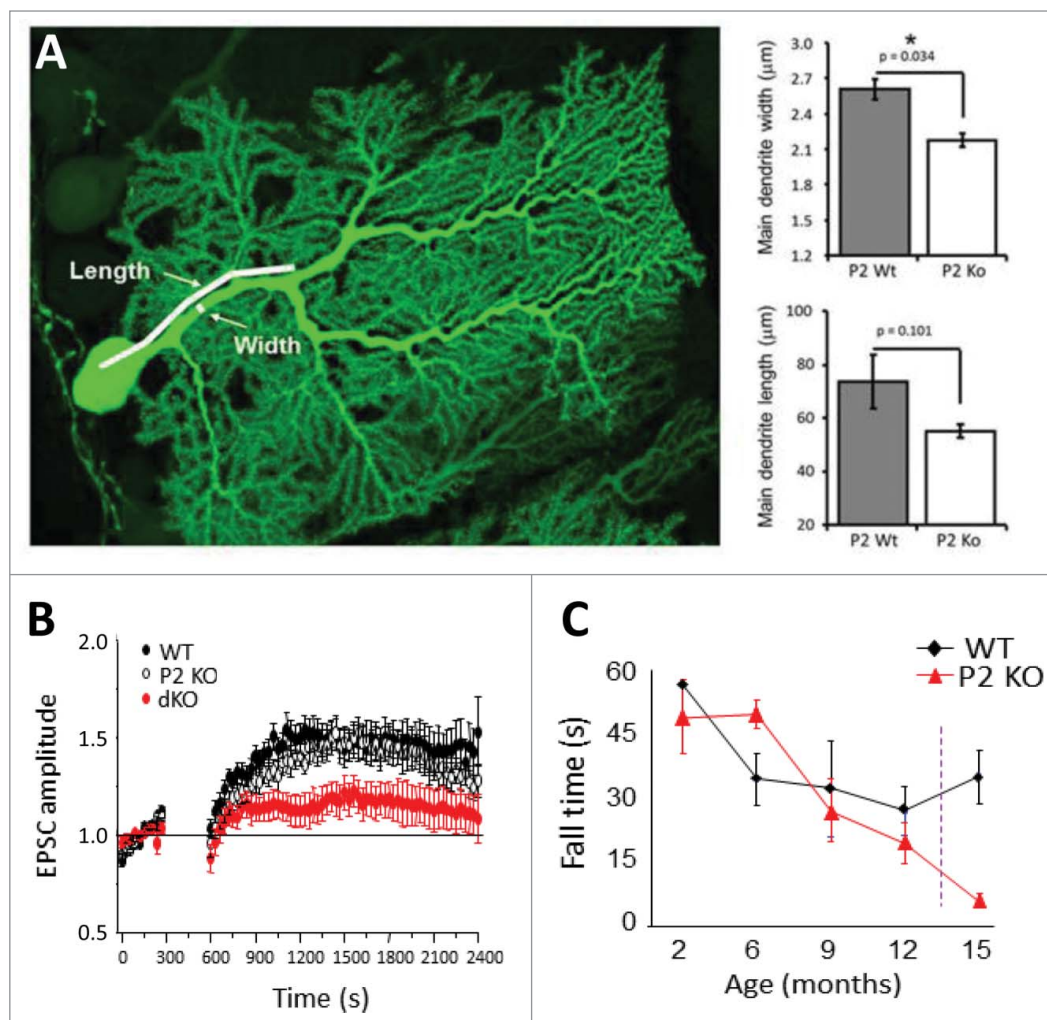 A
Length
Width
Main dendrite width (μm)
3.0
2.7
2.4
2.1
1.8
1.5
1.2
*
p = 0.034
P2 Wt
P2 Ko
Main dendrite length (μm)
100
80
60
40
20
p = 0.101
P2 Wt
P2 Ko
B
WT
P2 KO
dKO
EPSC amplitude
2.0
1.5
1.0
0.5
0 300 600 900 1200 1500 1800 2100 2400
Time (s)
C
WT
P2 KO
Fall time (s)
60
45
30
15
0
2 6 9 12 15
Age (months)